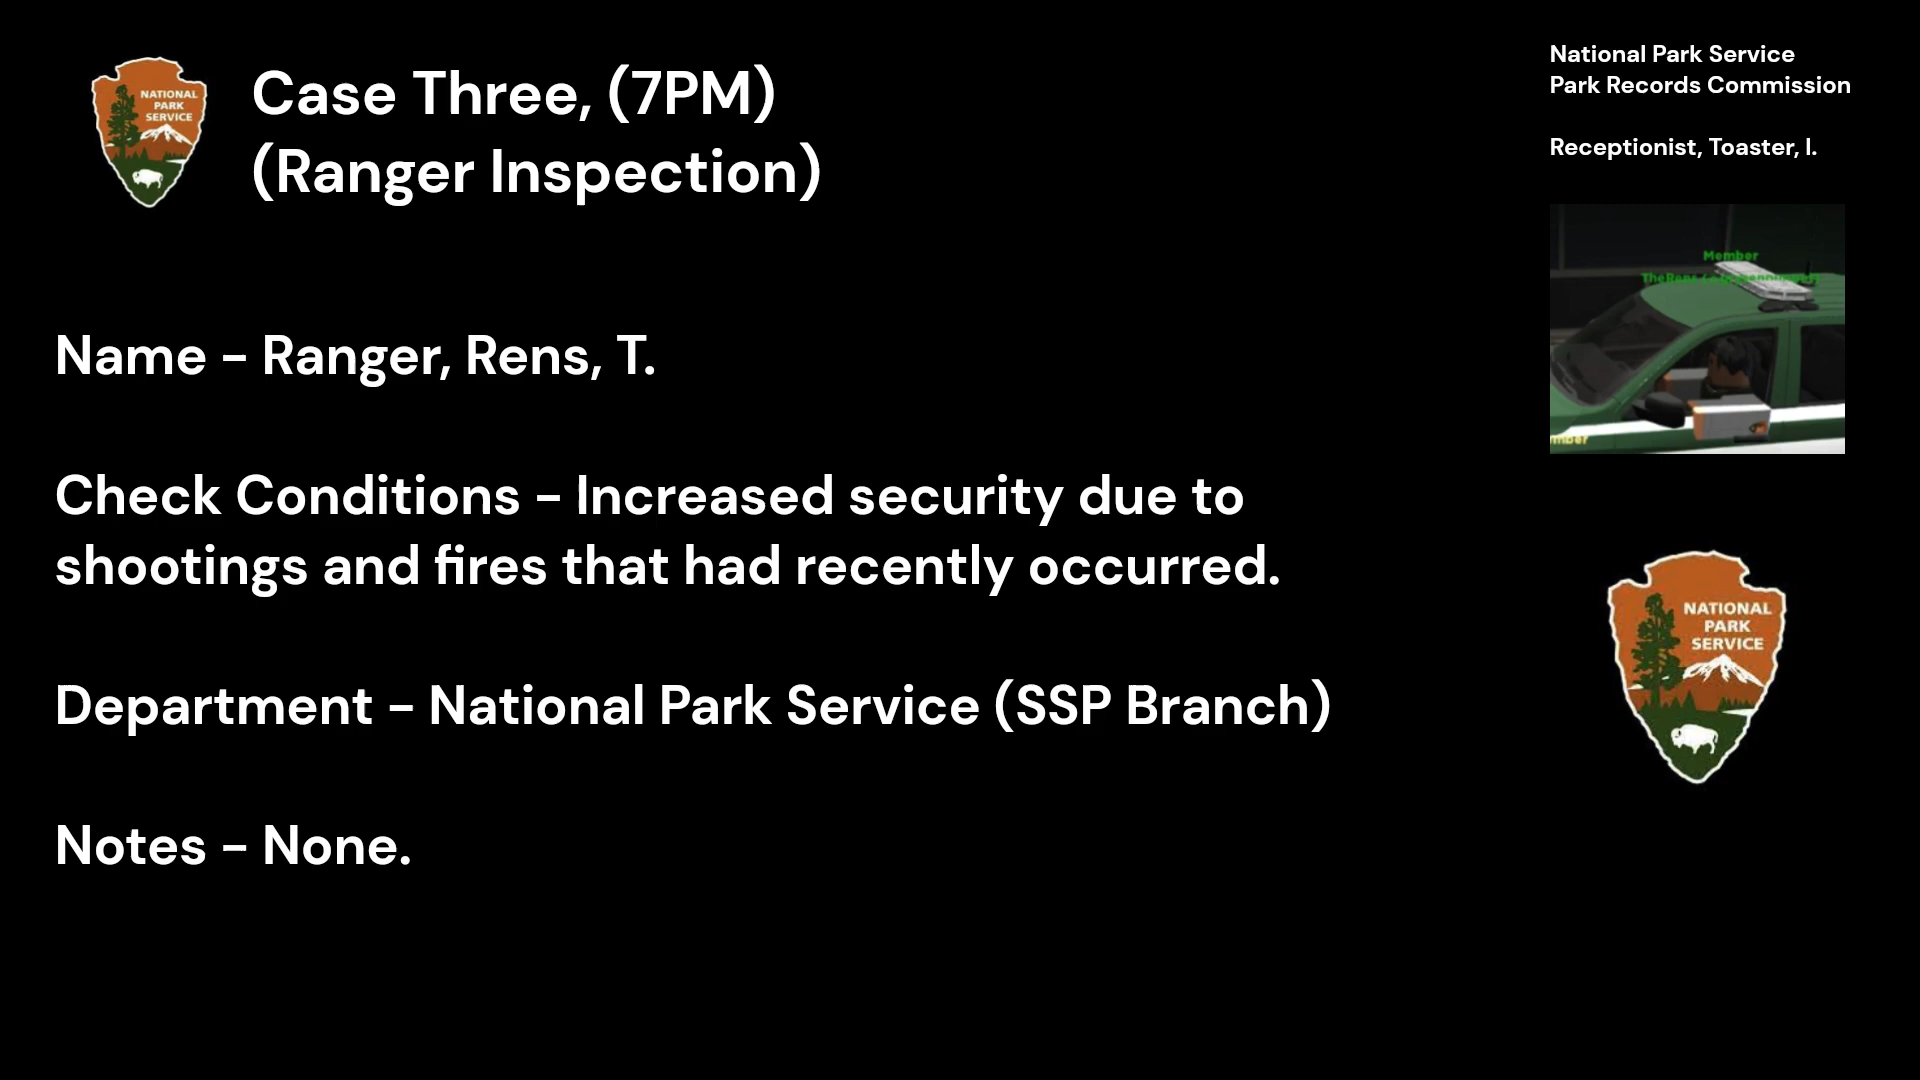 NATIONAL
PARK
SERVICE
Case Three, (7PM)
(Ranger Inspection)
National Park Service
Park Records Commission
Receptionist, Toaster, I.
Member
Name - Ranger, Rens, T.
Check Conditions - Increased security due to
shootings and fires that had recently occurred.
Department - National Park Service (SSP Branch)
Notes - None.
NATIONAL
PARK
SERVICE